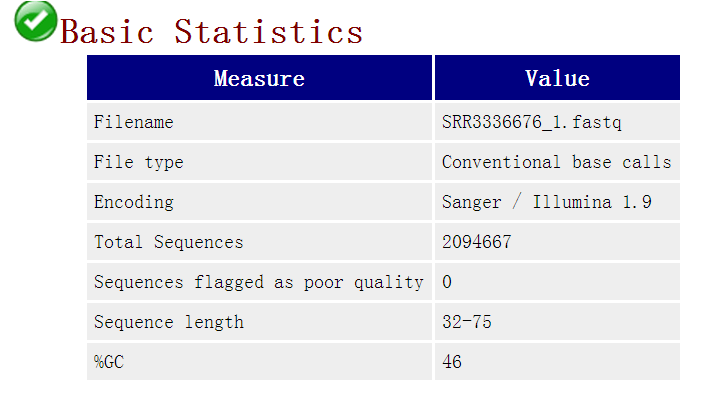 Basic Statistics
Measure Value
Filename SRR3336676_1.fastq
File type Conventional base calls
Encoding Sanger / Illumina 1.9
Total Sequences 2094667
Sequences flagged as poor quality 0
Sequence length 32-75
%GC 46